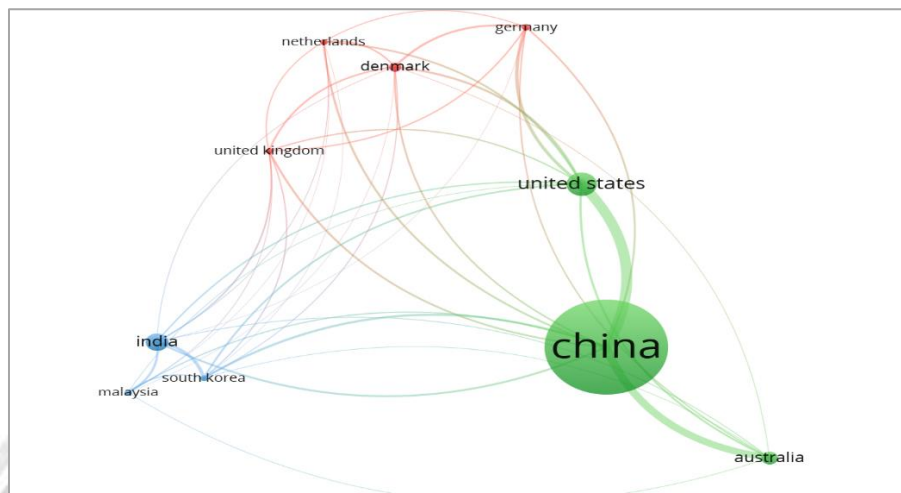 germany
netherlands
denmark
united kingdom
united states
india
china
south korea
malaysia
australia